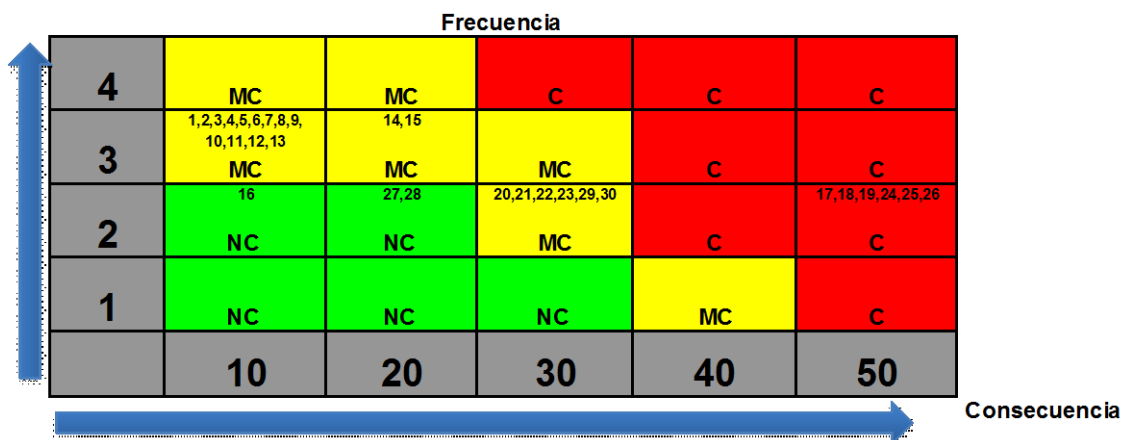 Frecuencia
4 MC MC C C C
1,2,3,4,5,6,7,8,9, 14,15
10,11,12,13
3 MC MC MC C C
16 27,28 20,21,22,23,29,30 17,18,19,24,25,26
2 NC NC MC C C
1 NC NC NC MC C
10 20 30 40 50
Consecuencia